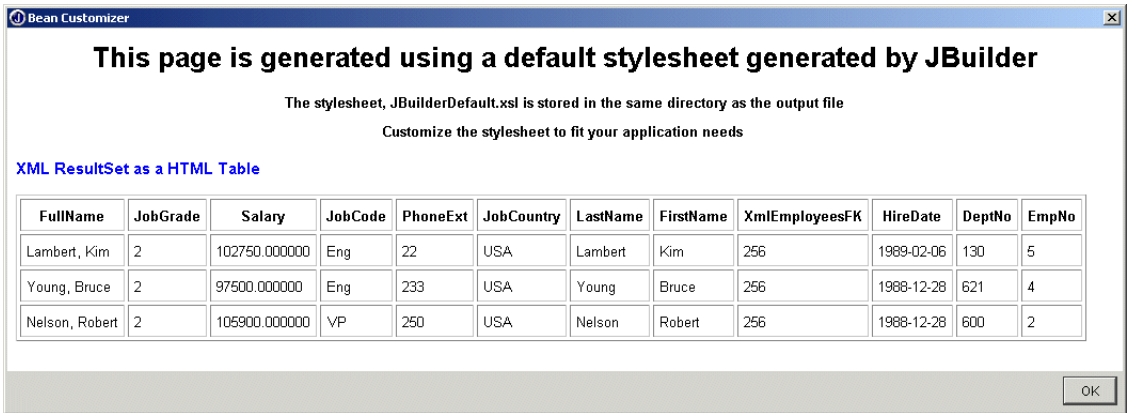 Bean Customizer
This page is generated using a default stylesheet generated by JBuilder
The stylesheet, JBuilderDefault.xsl is stored in the same directory as the output file
Customize the stylesheet to fit your application needs
XML ResultSet as a HTML Table
FullName JobGrade Salary JobCode PhoneExt JobCountry LastName FirstName XmlEmployeesFK HireDate DeptNo EmpNo
Lambert, Kim 2 102750.000000 Eng 22 USA Lambert Kim 256 1989-02-06 130 5
Young, Bruce 2 97500.000000 Eng 233 USA Young Bruce 256 1988-12-28 621 4
Nelson, Robert 2 105900.000000 VP 250 USA Nelson Robert 256 1988-12-28 600 2
OK